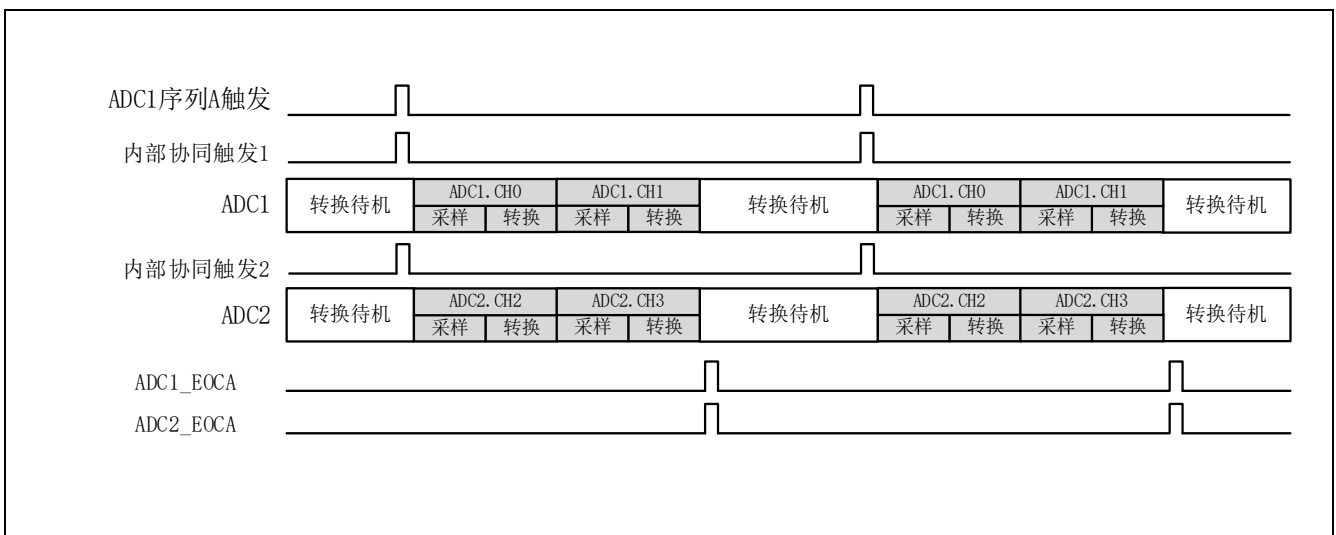 ADC1序列A触发
内部协同触发1
ADC1 转换待机 ADC1.CH0 ADC1.CH1 转换待机 ADC1.CH0 ADC1.CH1 转换待机
采样 转换 采样 转换 采样 转换 采样 转换
内部协同触发2
ADC2 转换待机 ADC2.CH2 ADC2.CH3 转换待机 ADC2.CH2 ADC2.CH3 转换待机
采样 转换 采样 转换 采样 转换 采样 转换
ADC1_EOCA
ADC2_EOCA